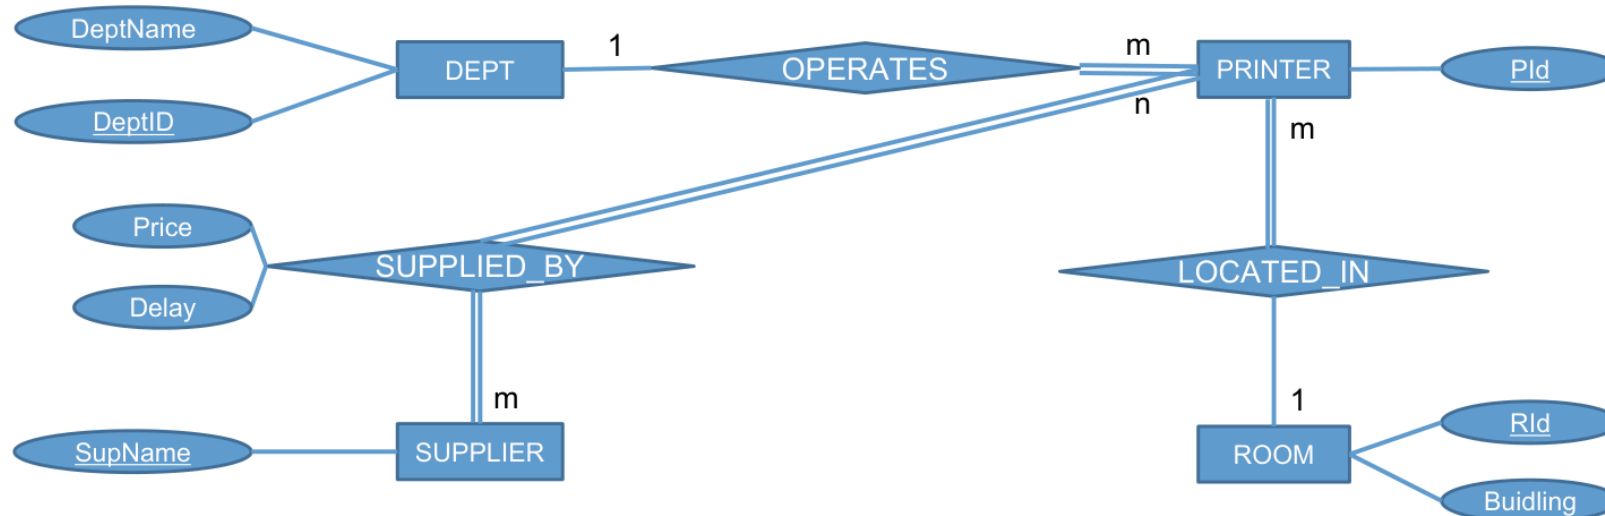 DeptName
DEPT
1
OPERATES
m
PRINTER
PId
DeptID
n
m
Price
SUPPLIED_BY
Delay
LOCATED_IN
m
1
SupName
SUPPLIER
ROOM
RId
Buidling